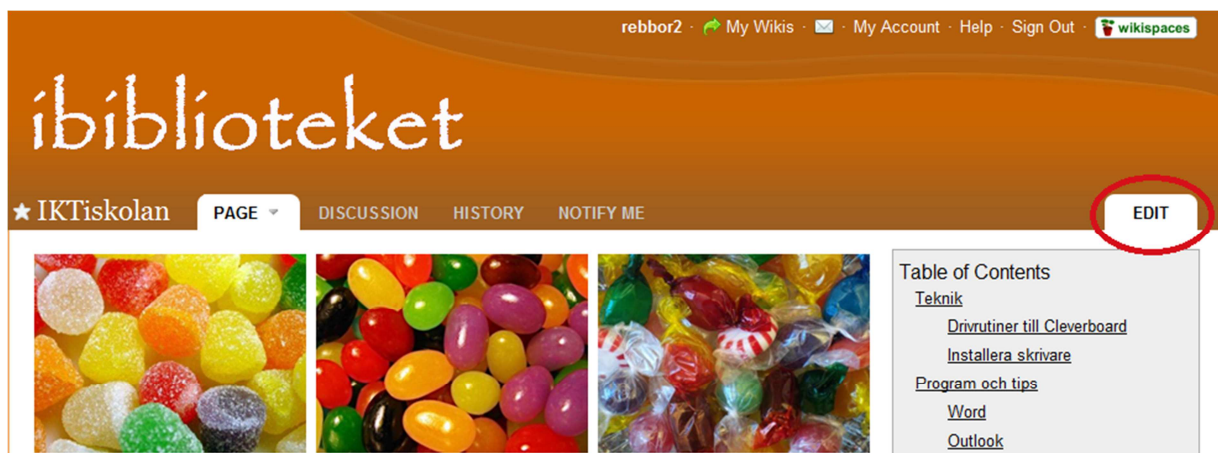 rebbor2 · My Wikis · · My Account · Help · Sign Out · wikispaces
ibiblioteket
IKTiskolan PAGE DISCUSSION HISTORY NOTIFY ME EDIT
Table of Contents
Teknik
Drivrutiner till Cleverboard
Installera skrivare
Program och tips
Word
Outlook